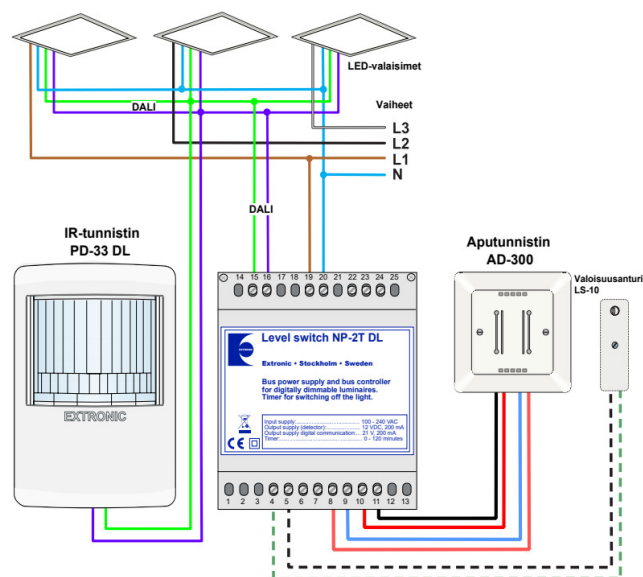 LED-valaisimet
DALI
Vaiheet
L3
L2
L1
N
DALI
IR-tunnistin
PD-33 DL
Aputunnistin
AD-300
Valoisuusanturi
LS-10
14 15 16 17 18 19 20 21 22 23 24 25
Level switch NP-2T DL
EXTRONIC
Extronic • Stockholm • Sweden
Bus power supply and bus controller
for digitally dimmable luminaires.
Timer for switching off the light.
Input supply:.......................... 100 - 240 VAC
Output supply (detector):.............. 12 VDC, 200 mA
Output supply digital communication:... 21 V, 200 mA
Timer:................................. 0 - 120 minutes
CE
EXTRONIC
1 2 3 4 5 6 7 8 9 10 11 12 13